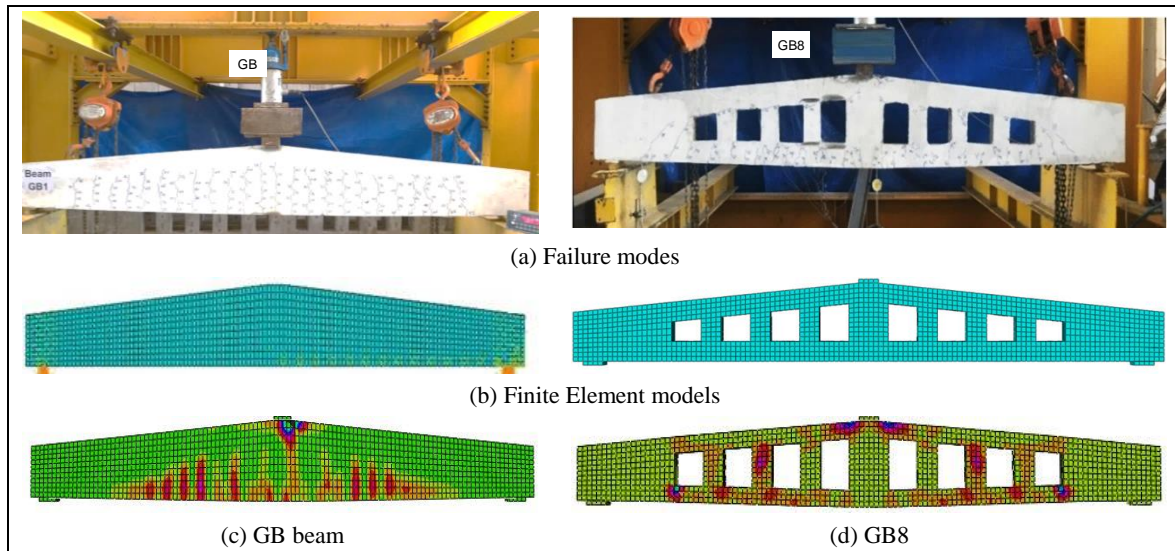 GB
GB8
Beam
GB1
(a) Failure modes
(b) Finite Element models
(c) GB beam
(d) GB8